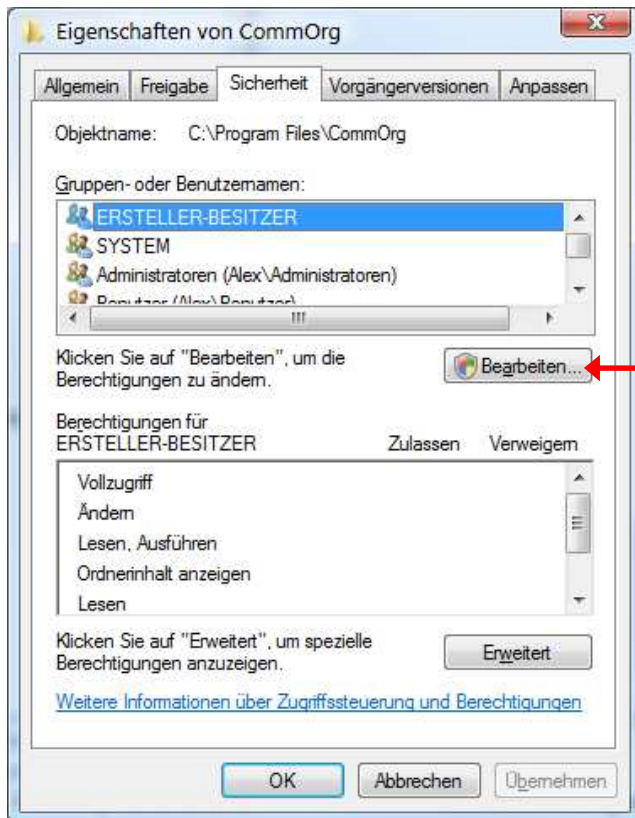 Eigenschaften von CommOrg
Allgemein Freigabe Sicherheit Vorgängerversionen Anpassen
Objektname: C:\Program Files\CommOrg
Gruppen- oder Benutzernamen:
ERSTELLER-BESITZER
SYSTEM
Administratoren (Alex\Administratoren)
Benutzer (Alex\Benutzer)
Klicken Sie auf "Bearbeiten", um die
Berechtigungen zu ändern.
Bearbeiten...
Berechtigungen für
ERSTELLER-BESITZER Zulassen Verweigern
Vollzugriff
Ändern
Lesen, Ausführen
Ordnerinhalt anzeigen
Lesen
Klicken Sie auf "Erweitert", um spezielle
Berechtigungen anzuzeigen.
Erweitert
Weitere Informationen über Zugriffssteuerung und Berechtigungen
OK Abbrechen Übernehmen